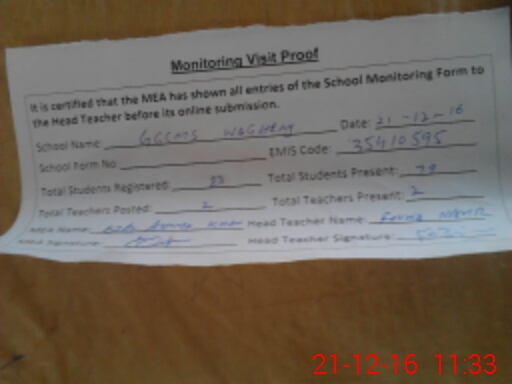 Monitoring Visit Proof
It is certified that the MEA has shown all entries of the School Monitoring Form to
the Head Teacher before its online submission.
School Name: GGCMS Date: 21-12-16
School Form No: EMIS Code: 35910595
Total Students Registered: Total Students Present: 29
Total Teachers Posted: 2 Total Teachers Present: 2
MEA Name: Head Teacher Name:
MEA Signature: Head Teacher Signature:
21-12-16 11:33